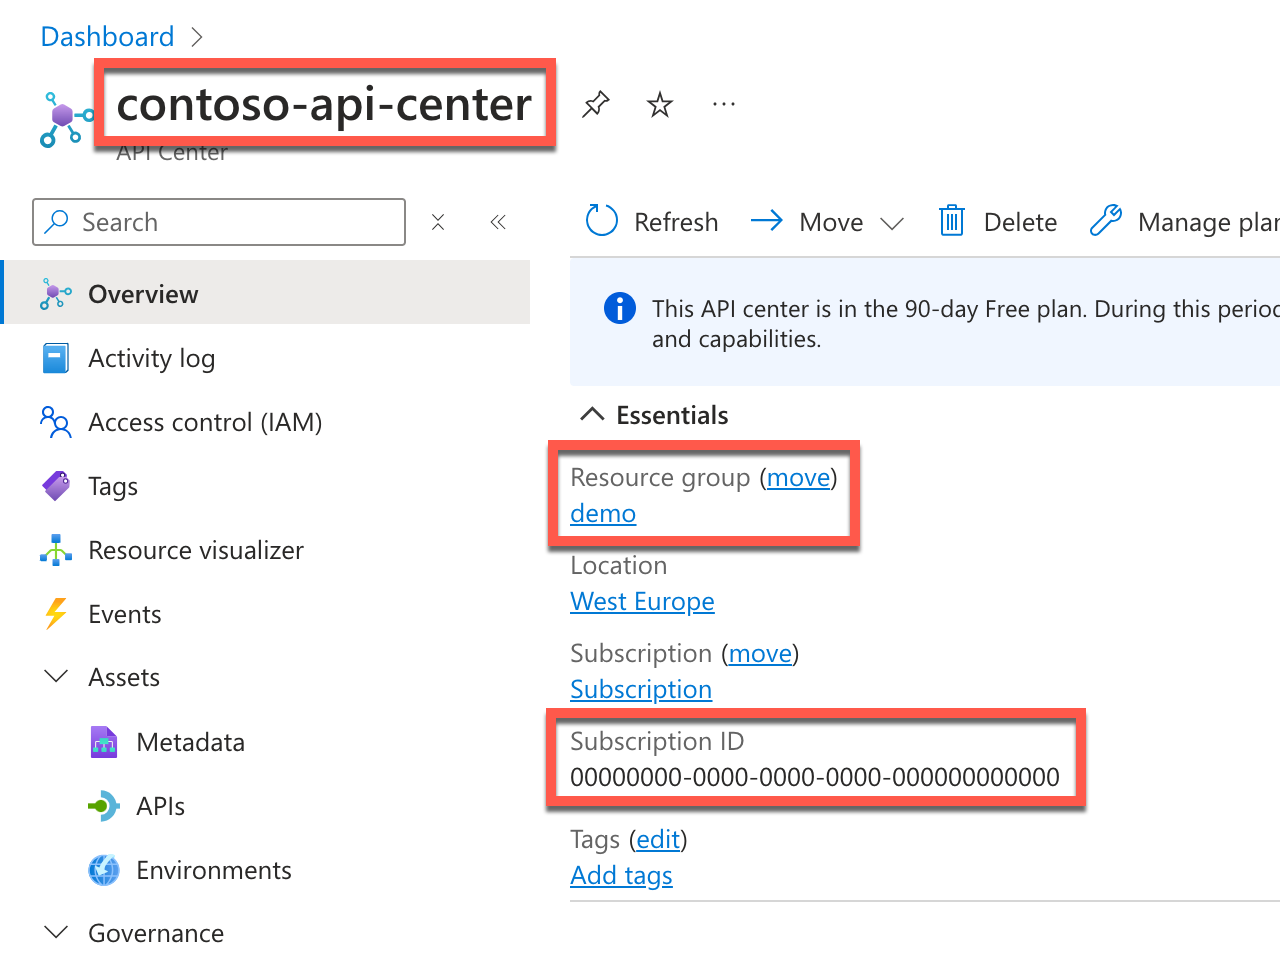 Dashboard
contoso-api-center
API Center
Search
Refresh
Move
Delete
Manage plan
Overview
Activity log
Access control (IAM)
Tags
Resource visualizer
Events
Assets
Metadata
APIs
Environments
Governance
This API center is in the 90-day Free plan. During this period
and capabilities.
Essentials
Resource group (move)
demo
Location
West Europe
Subscription (move)
Subscription
Subscription ID
00000000-0000-0000-0000-000000000000
Tags (edit)
Add tags